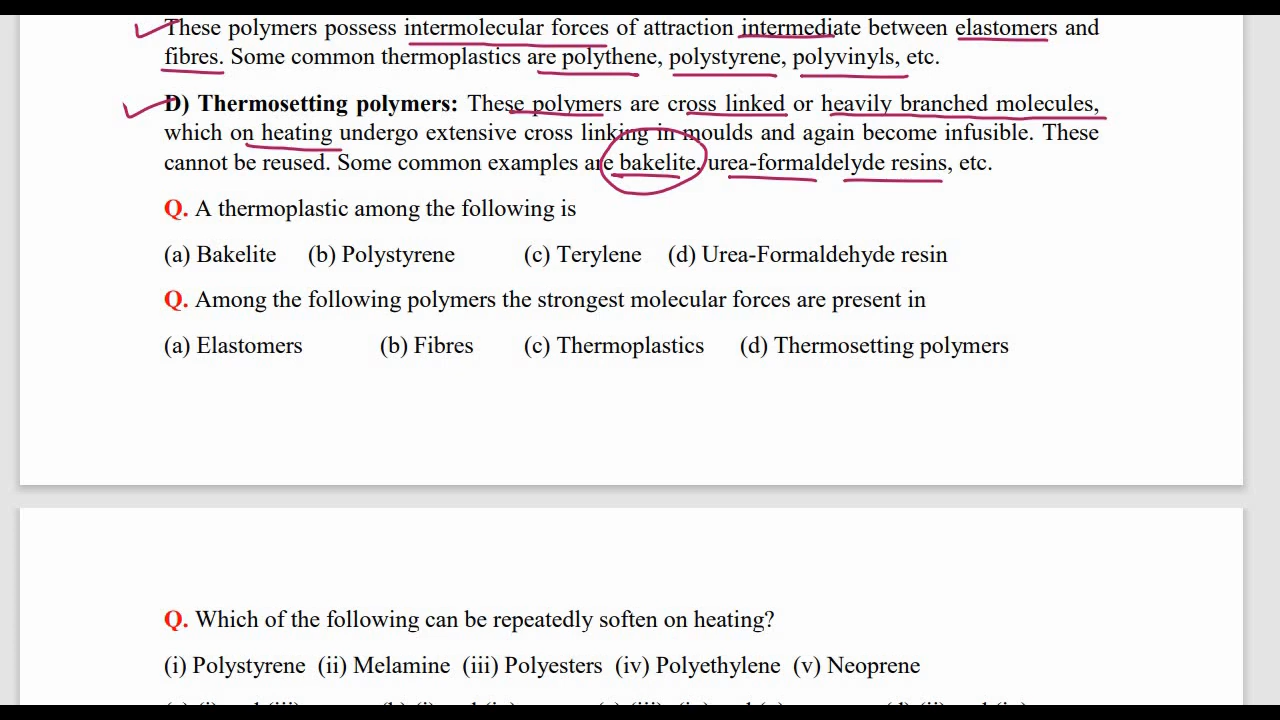 These polymers possess intermolecular forces of attraction intermediate between elastomers and
fibres. Some common thermoplastics are polythene, polystyrene, polyvinyls, etc.
D) Thermosetting polymers: These polymers are cross linked or heavily branched molecules,
which on heating undergo extensive cross linking in moulds and again become infusible. These
cannot be reused. Some common examples are bakelite, urea-formaldelyde resins, etc.
Q. A thermoplastic among the following is
(a) Bakelite (b) Polystyrene (c) Terylene (d) Urea-Formaldehyde resin
Q. Among the following polymers the strongest molecular forces are present in
(a) Elastomers (b) Fibres (c) Thermoplastics (d) Thermosetting polymers
Q. Which of the following can be repeatedly soften on heating?
(i) Polystyrene (ii) Melamine (iii) Polyesters (iv) Polyethylene (v) Neoprene